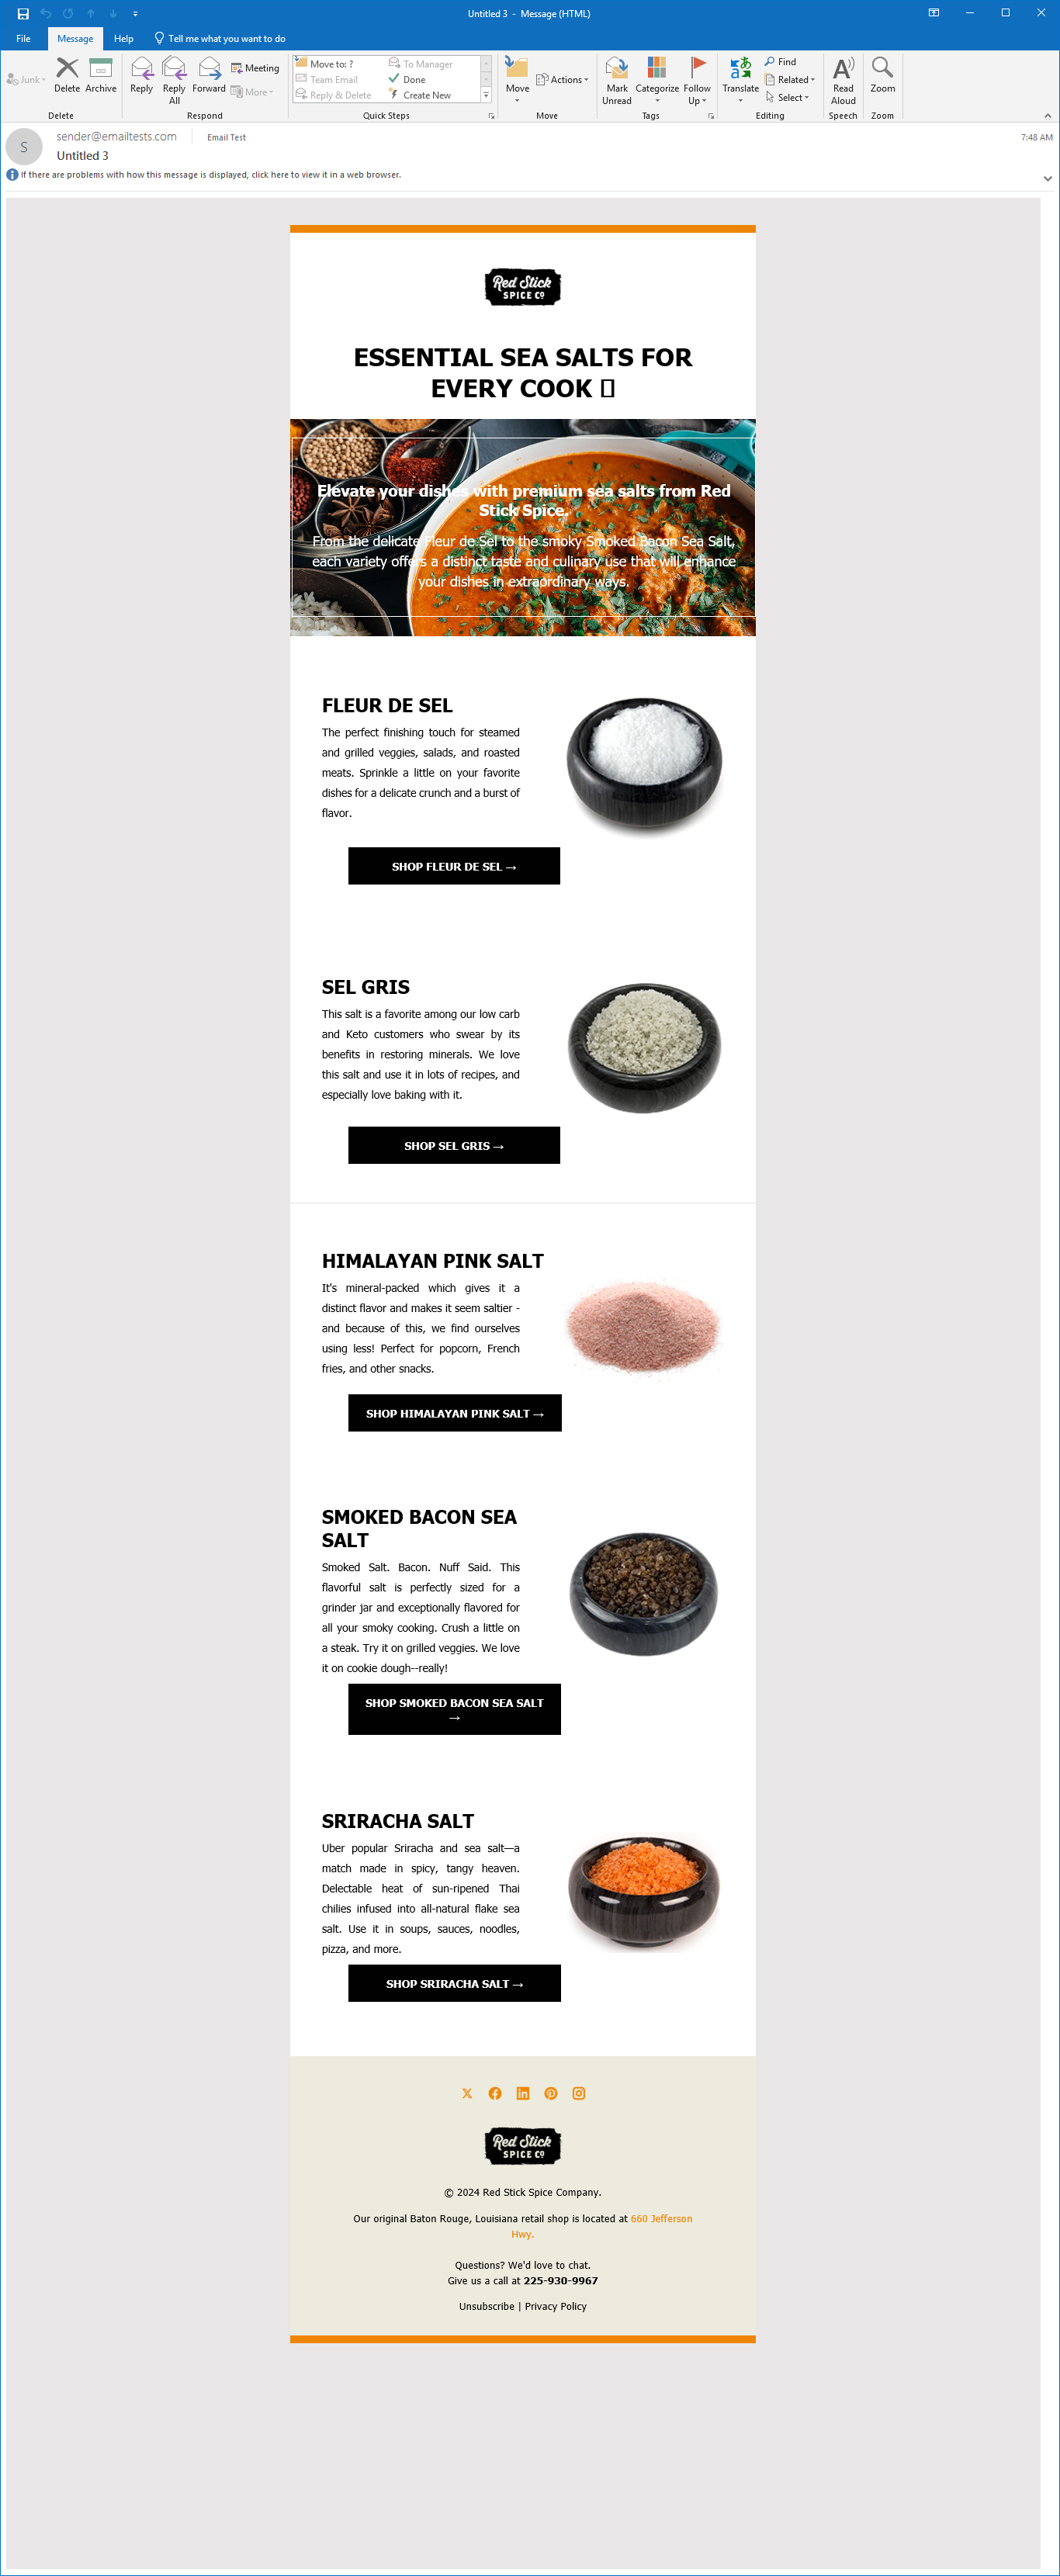 Untitled 3 - Message (HTML)
File
Message
Help
Tell me what you want to do
Junk
Delete
Archive
Delete
Reply
Reply All
Forward
Meeting
More
Respond
Move to: ?
Team Email
Reply & Delete
To Manager
Done
Create New
Quick Steps
Move
Actions
Move
Mark Unread
Categorize
Follow Up
Tags
Translate
Find
Related
Select
Editing
Read Aloud
Speech
Zoom
Zoom
S
sender@emailtests.com
Email Test
7:48 AM
Untitled 3
If there are problems with how this message is displayed, click here to view it in a web browser.
Red Stick
SPICE CO
ESSENTIAL SEA SALTS FOR
EVERY COOK
Elevate your dishes with premium sea salts from Red
Stick Spice.
From the delicate Fleur de Sel to the smoky Smoked Bacon Sea Salt,
each variety offers a distinct taste and culinary use that will enhance
your dishes in extraordinary ways.
FLEUR DE SEL
The perfect finishing touch for steamed
and grilled veggies, salads, and roasted
meats. Sprinkle a little on your favorite
dishes for a delicate crunch and a burst of
flavor.
SHOP FLEUR DE SEL →
SEL GRIS
This salt is a favorite among our low carb
and Keto customers who swear by its
benefits in restoring minerals. We love
this salt and use it in lots of recipes, and
especially love baking with it.
SHOP SEL GRIS →
HIMALAYAN PINK SALT
It's mineral-packed which gives it a
distinct flavor and makes it seem saltier -
and because of this, we find ourselves
using less! Perfect for popcorn, French
fries, and other snacks.
SHOP HIMALAYAN PINK SALT →
SMOKED BACON SEA
SALT
Smoked Salt. Bacon. Nuff Said. This
flavorful salt is perfectly sized for a
grinder jar and exceptionally flavored for
all your smoky cooking. Crush a little on
a steak. Try it on grilled veggies. We love
it on cookie dough--really!
SHOP SMOKED BACON SEA SALT
→
SRIRACHA SALT
Uber popular Sriracha and sea salt—a
match made in spicy, tangy heaven.
Delectable heat of sun-ripened Thai
chilies infused into all-natural flake sea
salt. Use it in soups, sauces, noodles,
pizza, and more.
SHOP SRIRACHA SALT →
Red Stick
SPICE CO
© 2024 Red Stick Spice Company.
Our original Baton Rouge, Louisiana retail shop is located at 660 Jefferson
Hwy.
Questions? We'd love to chat.
Give us a call at 225-930-9967
Unsubscribe | Privacy Policy